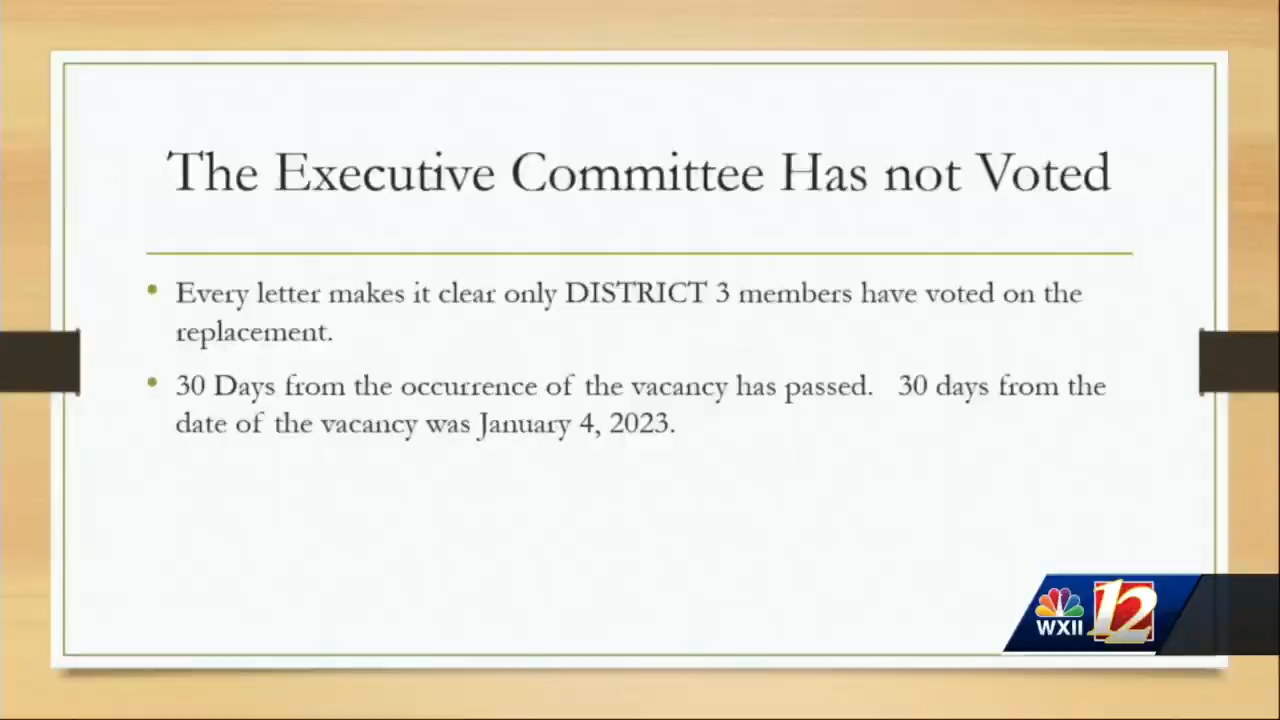 The Executive Committee Has not Voted
• Every letter makes it clear only DISTRICT 3 members have voted on the
replacement.
• 30 Days from the occurrence of the vacancy has passed. 30 days from the
date of the vacancy was January 4, 2023.
WXII 12